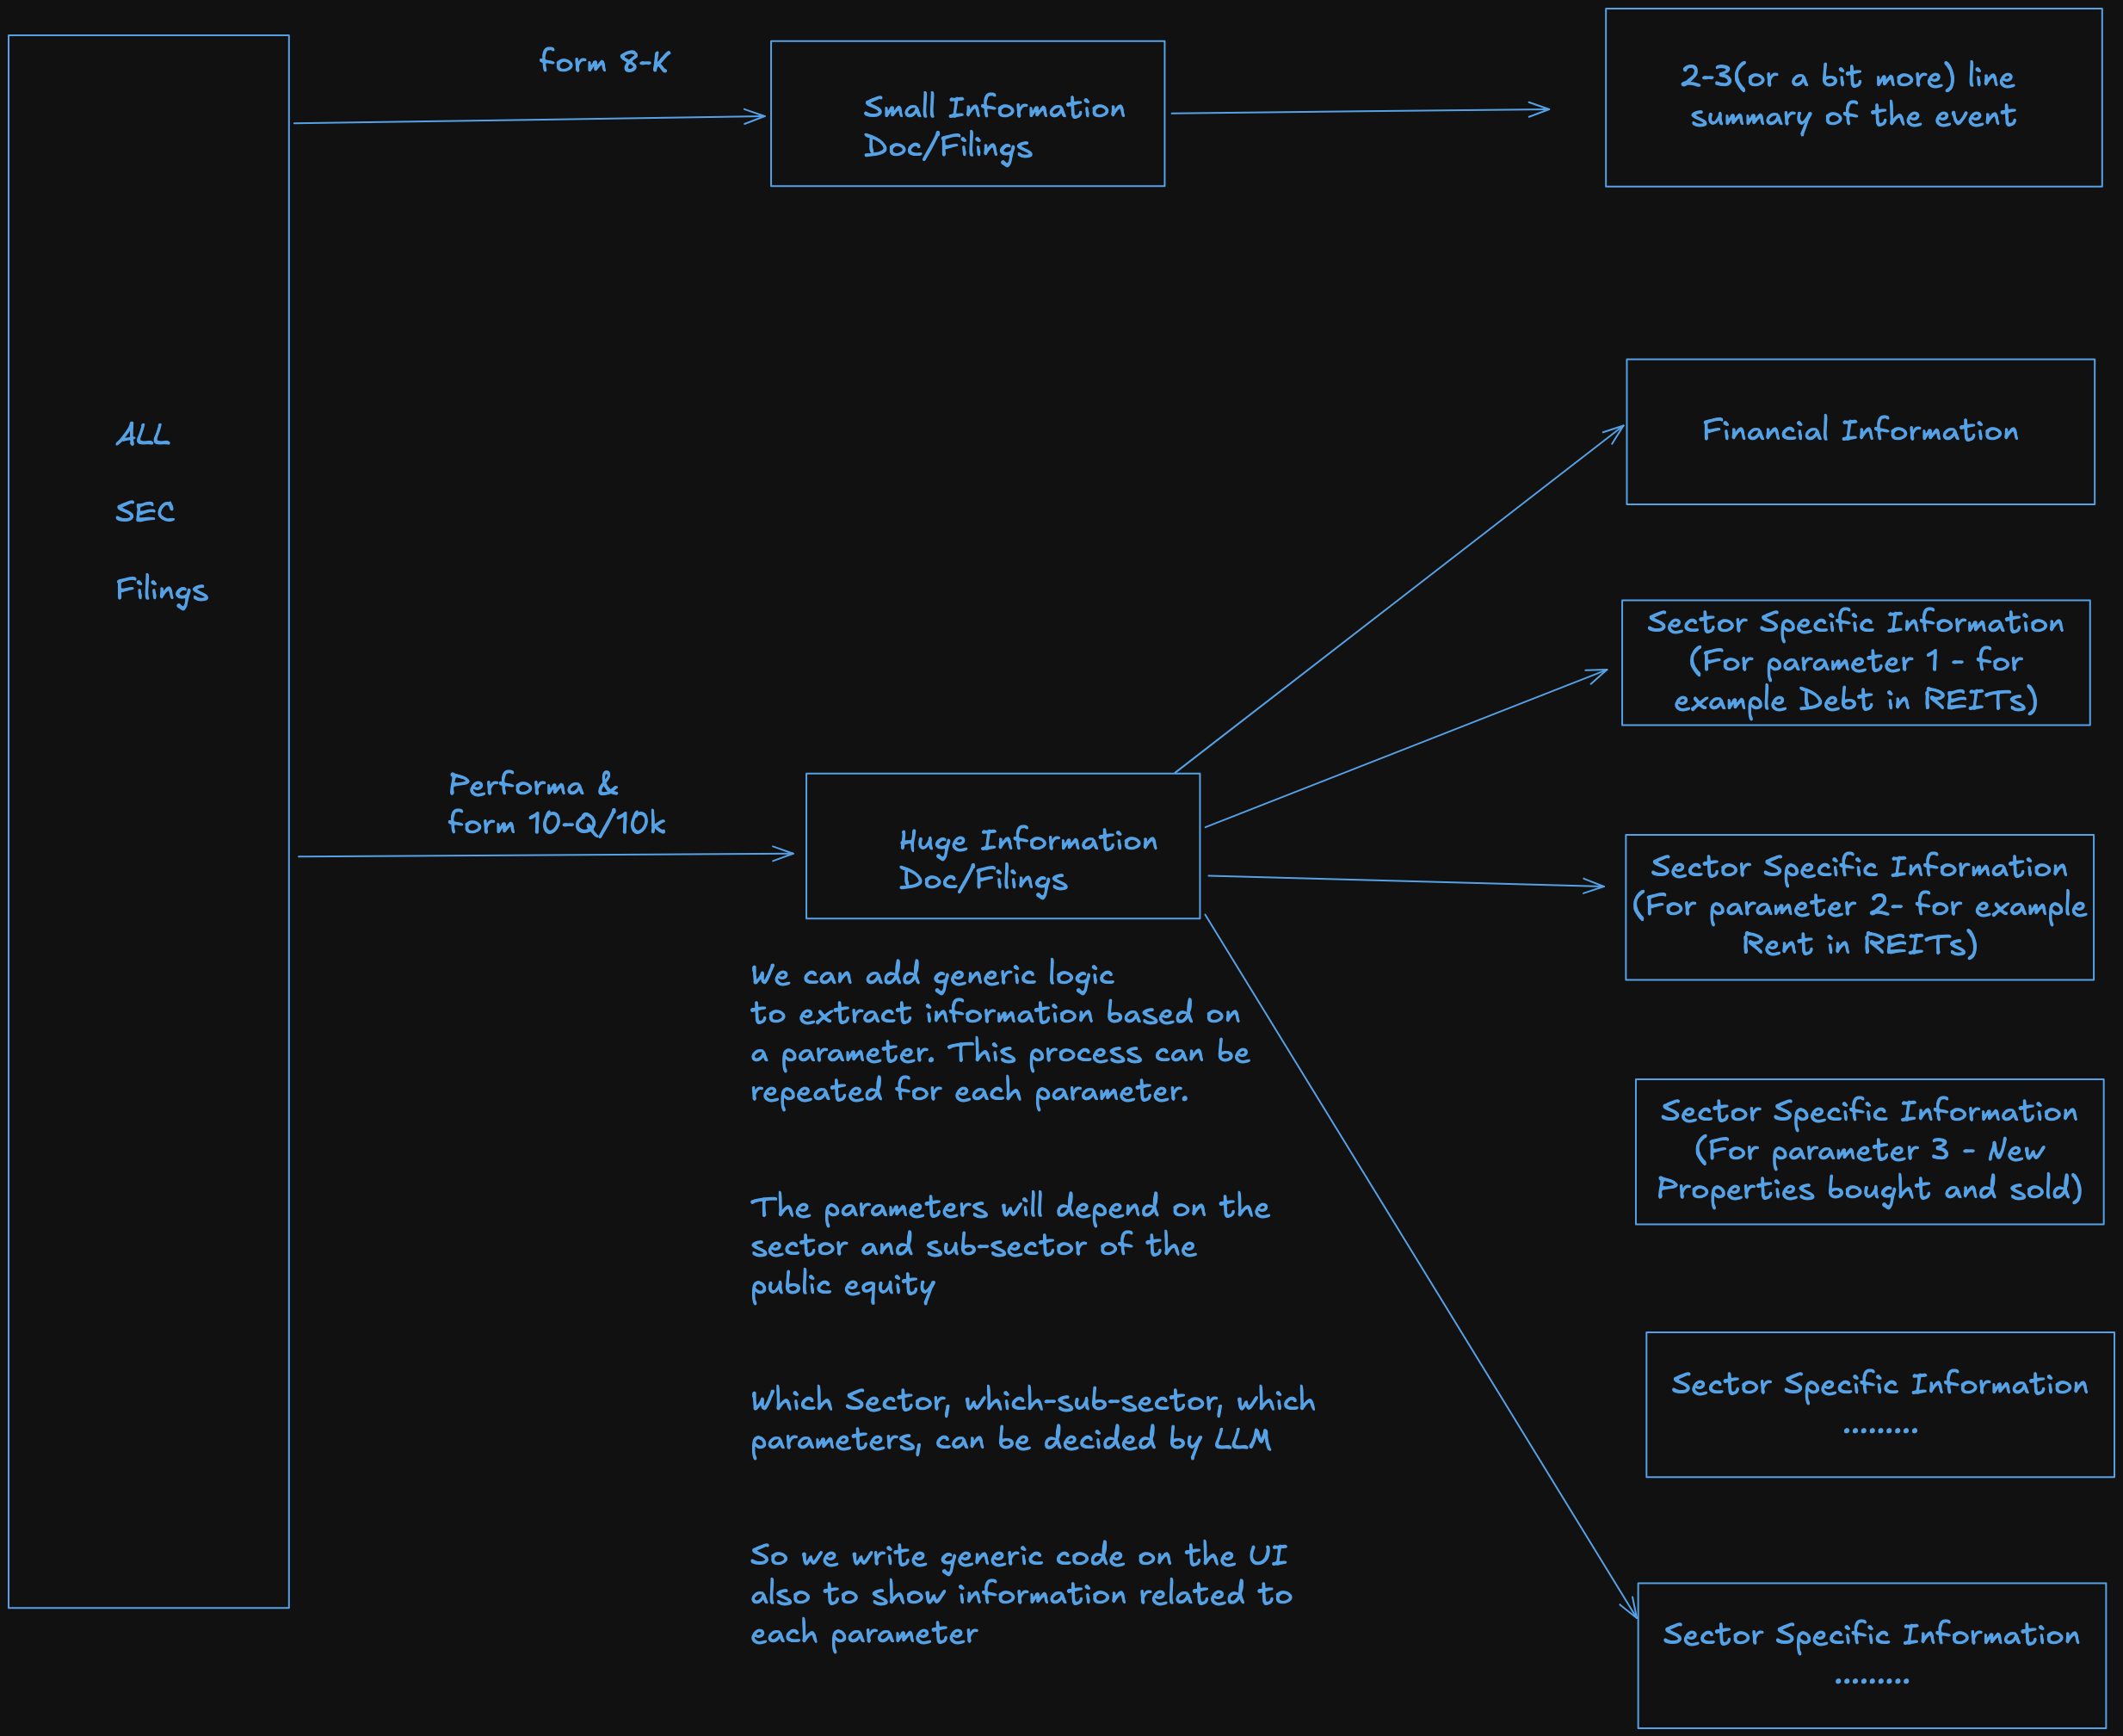 form 8-K
Small Information
Doc/Filings
2-3(or a bit more) line
summary of the event
ALL
SEC
Filings
Financial Information
Sector Specific Information
(For parameter 1 - for
example Debt in REITs)
Performa &
form 10-Q/10k
Huge Information
Doc/Filings
Sector Specific Information
(For parameter 2- for example
Rent in REITs)
We can add generic logic
to extract information based on
a parameter. This process can be
repeated for each parameter.
The parameters will depend on the
sector and sub-sector of the
public equity
Which Sector, which-sub-sector, which
parameters, can be decided by LLM
So we write generic code on the UI
also to show information related to
each parameter
Sector Specific Information
(For parameter 3 - New
Properties bought and sold)
Sector Specific Information
.........
Sector Specific Information
.........